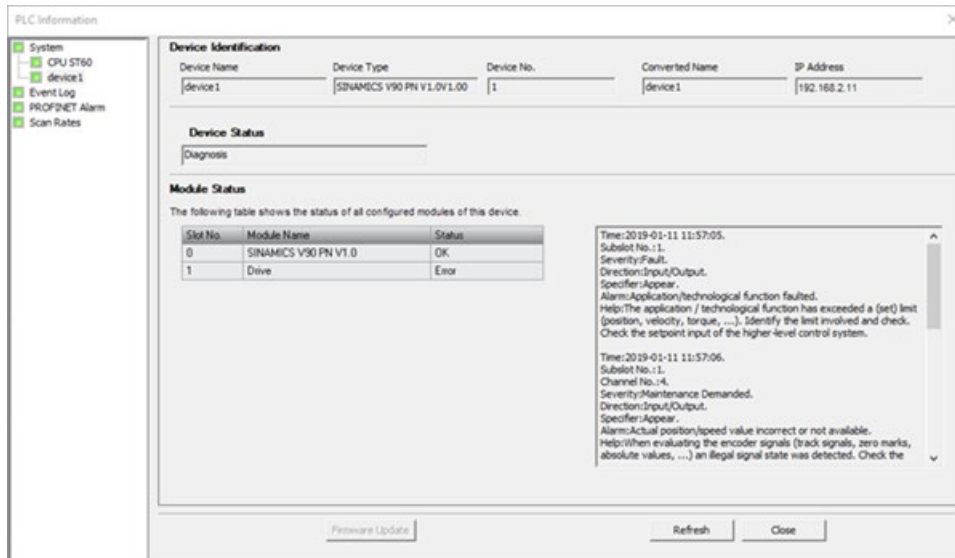 PLC Information
System
CPU ST60
device1
Event Log
PROFINET Alarm
Scan Rates
Device Identification
Device Name
Device Type
Device No.
Converted Name
IP Address
device1
SINAMICS V90 PN V1.0V1.00
1
device1
192.168.2.11
Device Status
Diagnosis
Module Status
The following table shows the status of all configured modules of this device.
Slot No. Module Name Status
0 SINAMICS V90 PN V1.0 OK
1 Drive Error
Time:2019-01-11 11:57:05.
Subslot No.:1.
Severity:Fault.
Direction:Input/Output.
Specifier:Appear.
Alarm:Application/technological function faulted.
Help:The application / technological function has exceeded a (set) limit
(position, velocity, torque, ...). Identify the limit involved and check.
Check the setpoint input of the higher-level control system.
Time:2019-01-11 11:57:06.
Subslot No.:1.
Channel No.:4.
Severity:Maintenance Demanded.
Direction:Input/Output.
Specifier:Appear.
Alarm:Actual position/speed value incorrect or not available.
Help:When evaluating the encoder signals (track signals, zero marks,
absolute values, ...) an illegal signal state was detected. Check the
Firmware Update
Refresh
Close